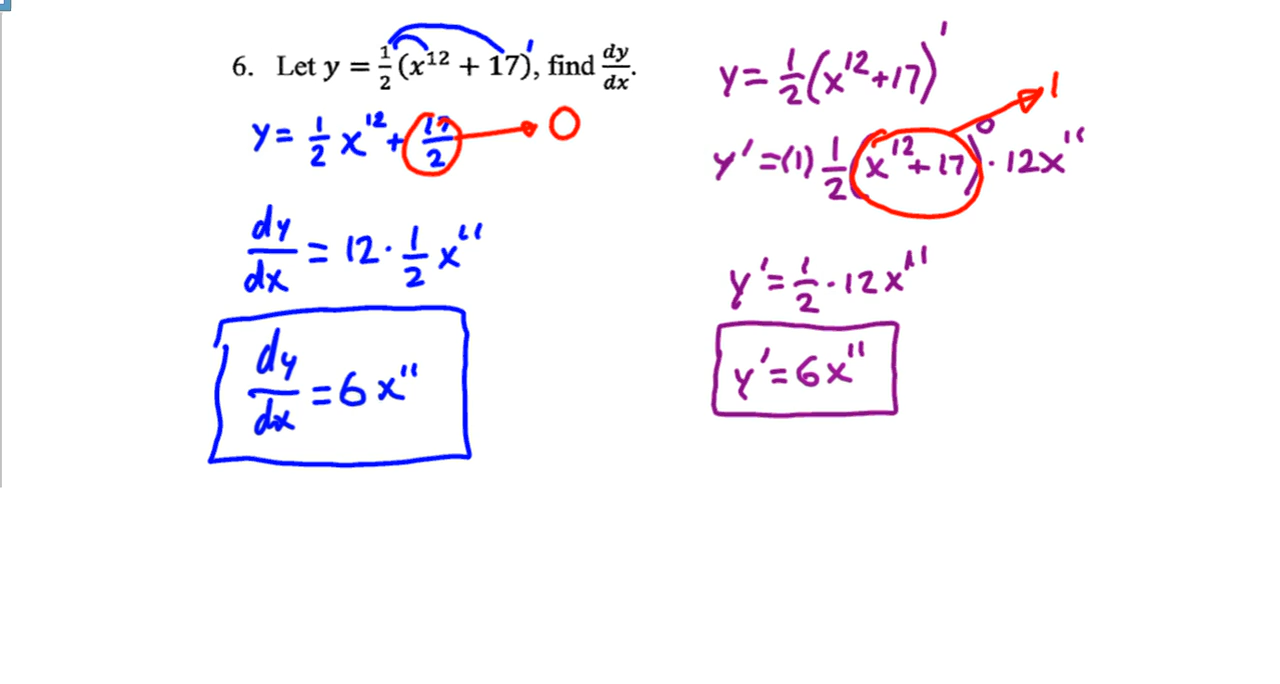 6. Let y = 1/2 (x^12 + 17)^1, find dy/dx.
y = 1/2 x^12 + 17/2 → 0
dy/dx = 12 · 1/2 x^11
dy/dx = 6x^11
y = 1/2 (x^12 + 17)^1
1
y' = (1) 1/2 (x^12 + 17)^0 · 12x^11
y' = 1/2 · 12x^11
y' = 6x^11